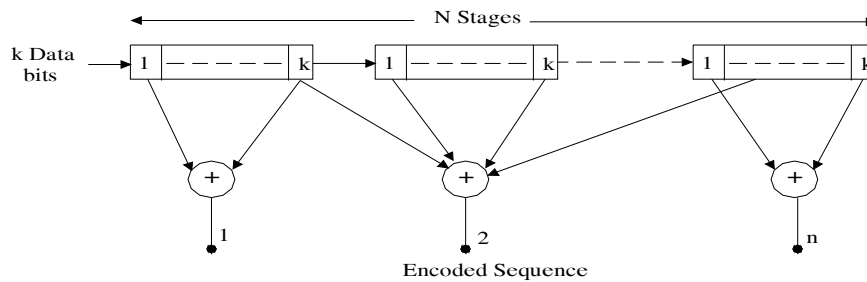 N Stages
k Data
bits
1 k 1 k 1 k
+ + +
1 2 n
Encoded Sequence